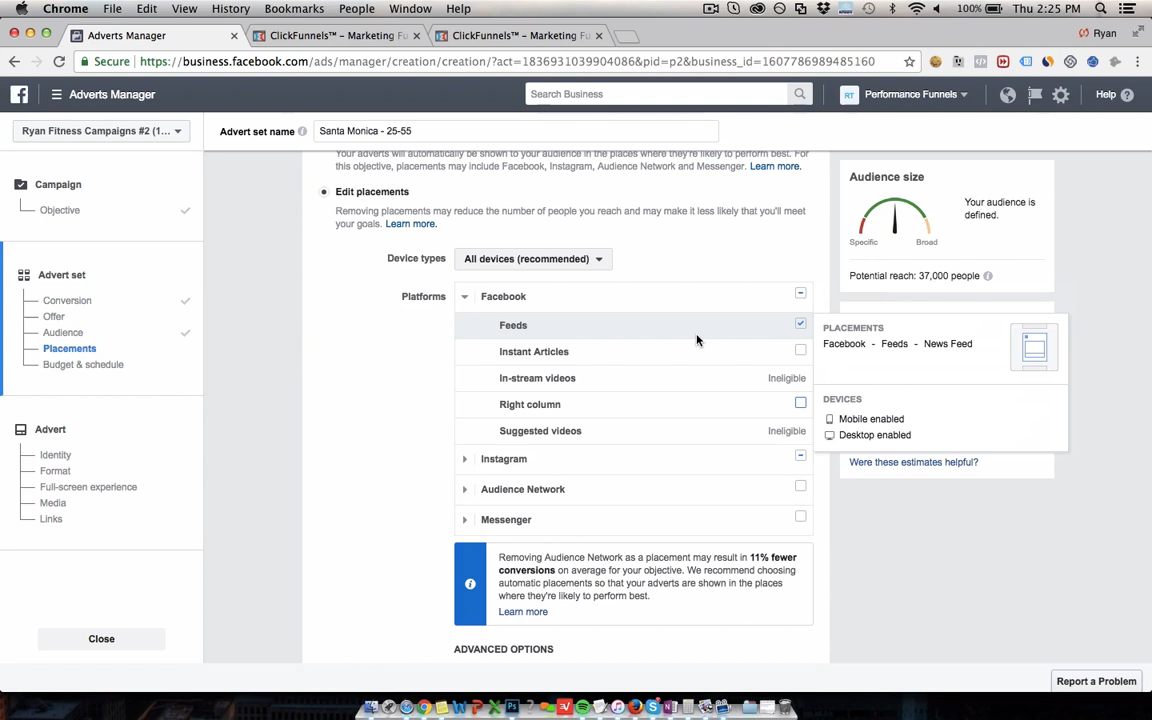 Chrome File Edit View History Bookmarks People Window Help
100% Thu 2:25 PM
Adverts Manager
ClickFunnels™ – Marketing Fu
ClickFunnels™ – Marketing Fu
Ryan
Secure
https://business.facebook.com/ads/manager/creation/creation/?act=1836931039904086&pid=p2&business_id=1607786989485160
Adverts Manager
Search Business
RT Performance Funnels
Help
Ryan Fitness Campaigns #2 (1...
Advert set name
Santa Monica - 25-55
Your adverts will automatically be shown to your audience in the places where they're likely to perform best. For
this objective, placements may include Facebook, Instagram, Audience Network and Messenger. Learn more.
Edit placements
Removing placements may reduce the number of people you reach and may make it less likely that you'll meet
your goals. Learn more.
Device types
All devices (recommended)
Platforms
Facebook
Feeds
Instant Articles
In-stream videos
Ineligible
Right column
Suggested videos
Ineligible
Instagram
Audience Network
Messenger
Removing Audience Network as a placement may result in 11% fewer
conversions on average for your objective. We recommend choosing
automatic placements so that your adverts are shown in the places
where they're likely to perform best.
Learn more
ADVANCED OPTIONS
Campaign
Objective
Advert set
Conversion
Offer
Audience
Placements
Budget & schedule
Advert
Identity
Format
Full-screen experience
Media
Links
Close
Audience size
Your audience is
defined.
Specific
Broad
Potential reach: 37,000 people
PLACEMENTS
Facebook - Feeds - News Feed
DEVICES
Mobile enabled
Desktop enabled
Were these estimates helpful?
Report a Problem